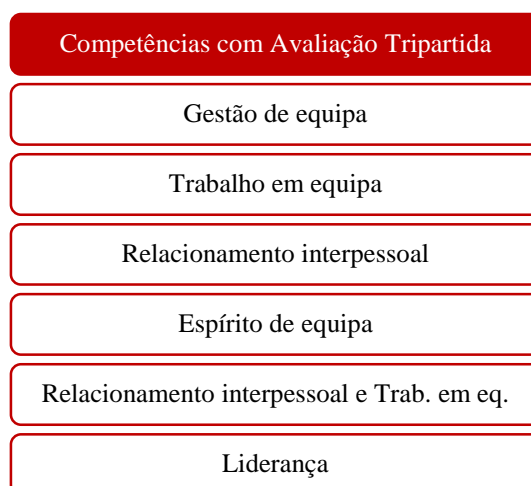 Competências com Avaliação Tripartida
Gestão de equipa
Trabalho em equipa
Relacionamento interpessoal
Espírito de equipa
Relacionamento interpessoal e Trab. em eq.
Liderança